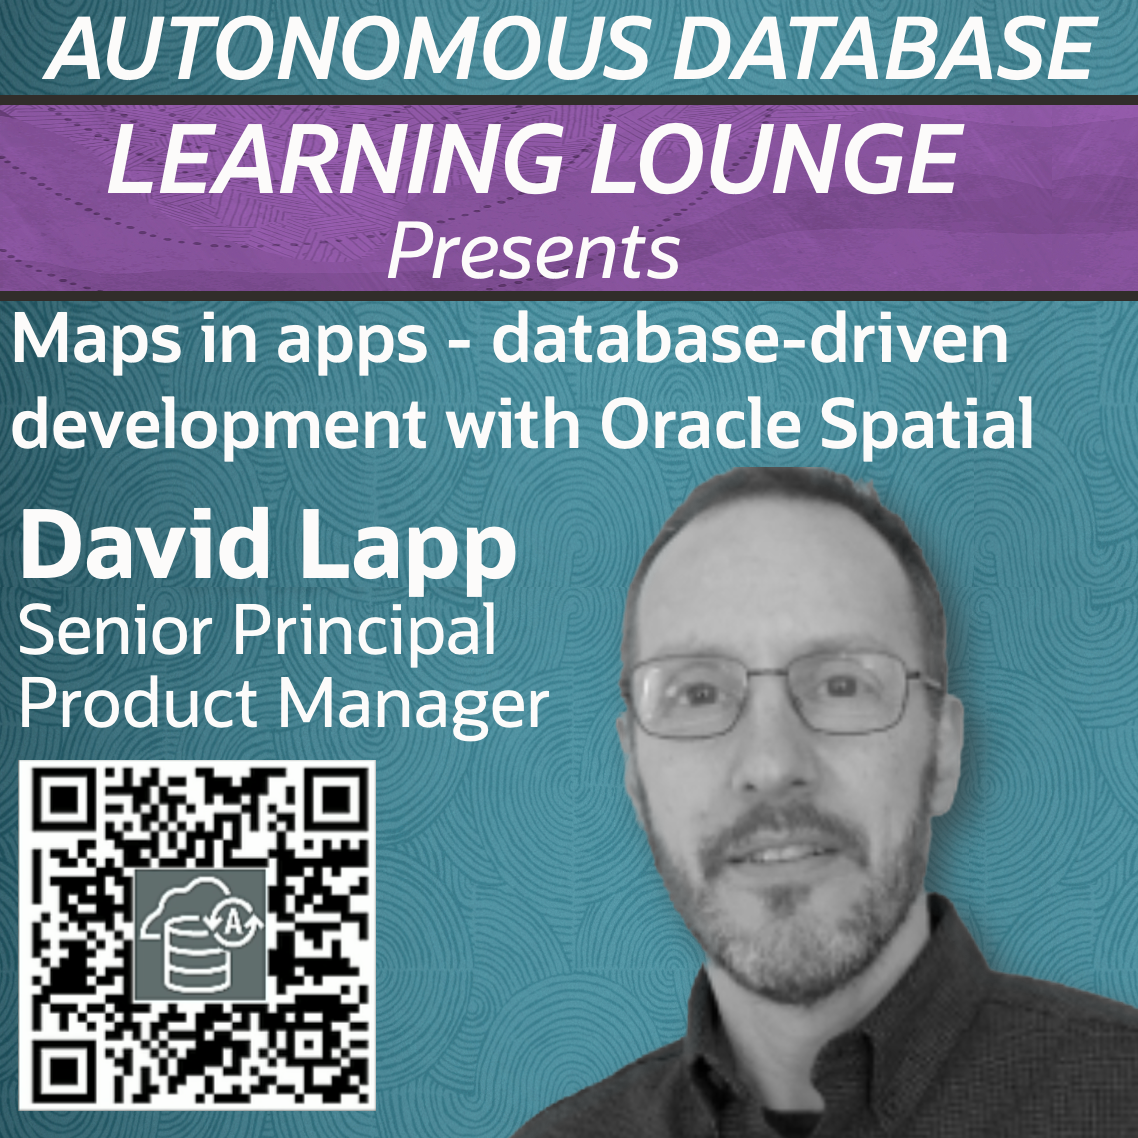 AUTONOMOUS DATABASE
LEARNING LOUNGE
Presents
Maps in apps - database-driven
development with Oracle Spatial
David Lapp
Senior Principal
Product Manager
A